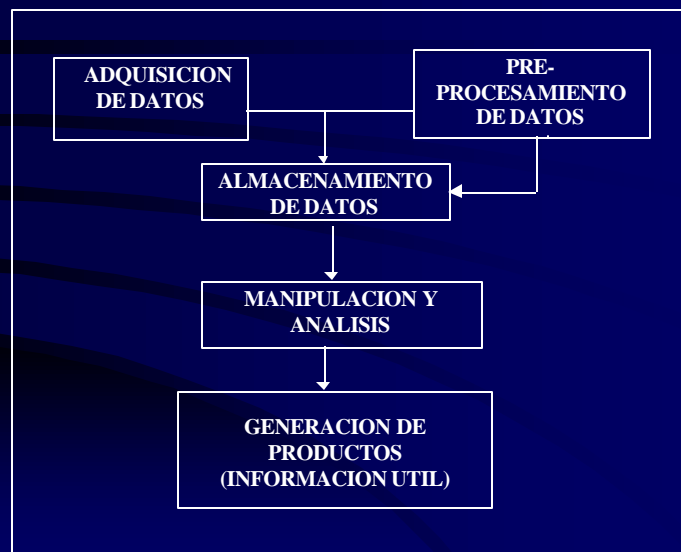 ADQUISICION
DE DATOS
PRE-
PROCESAMIENTO
DE DATOS
ALMACENAMIENTO
DE DATOS
MANIPULACION Y
ANALISIS
GENERACION DE
PRODUCTOS
(INFORMACION UTIL)